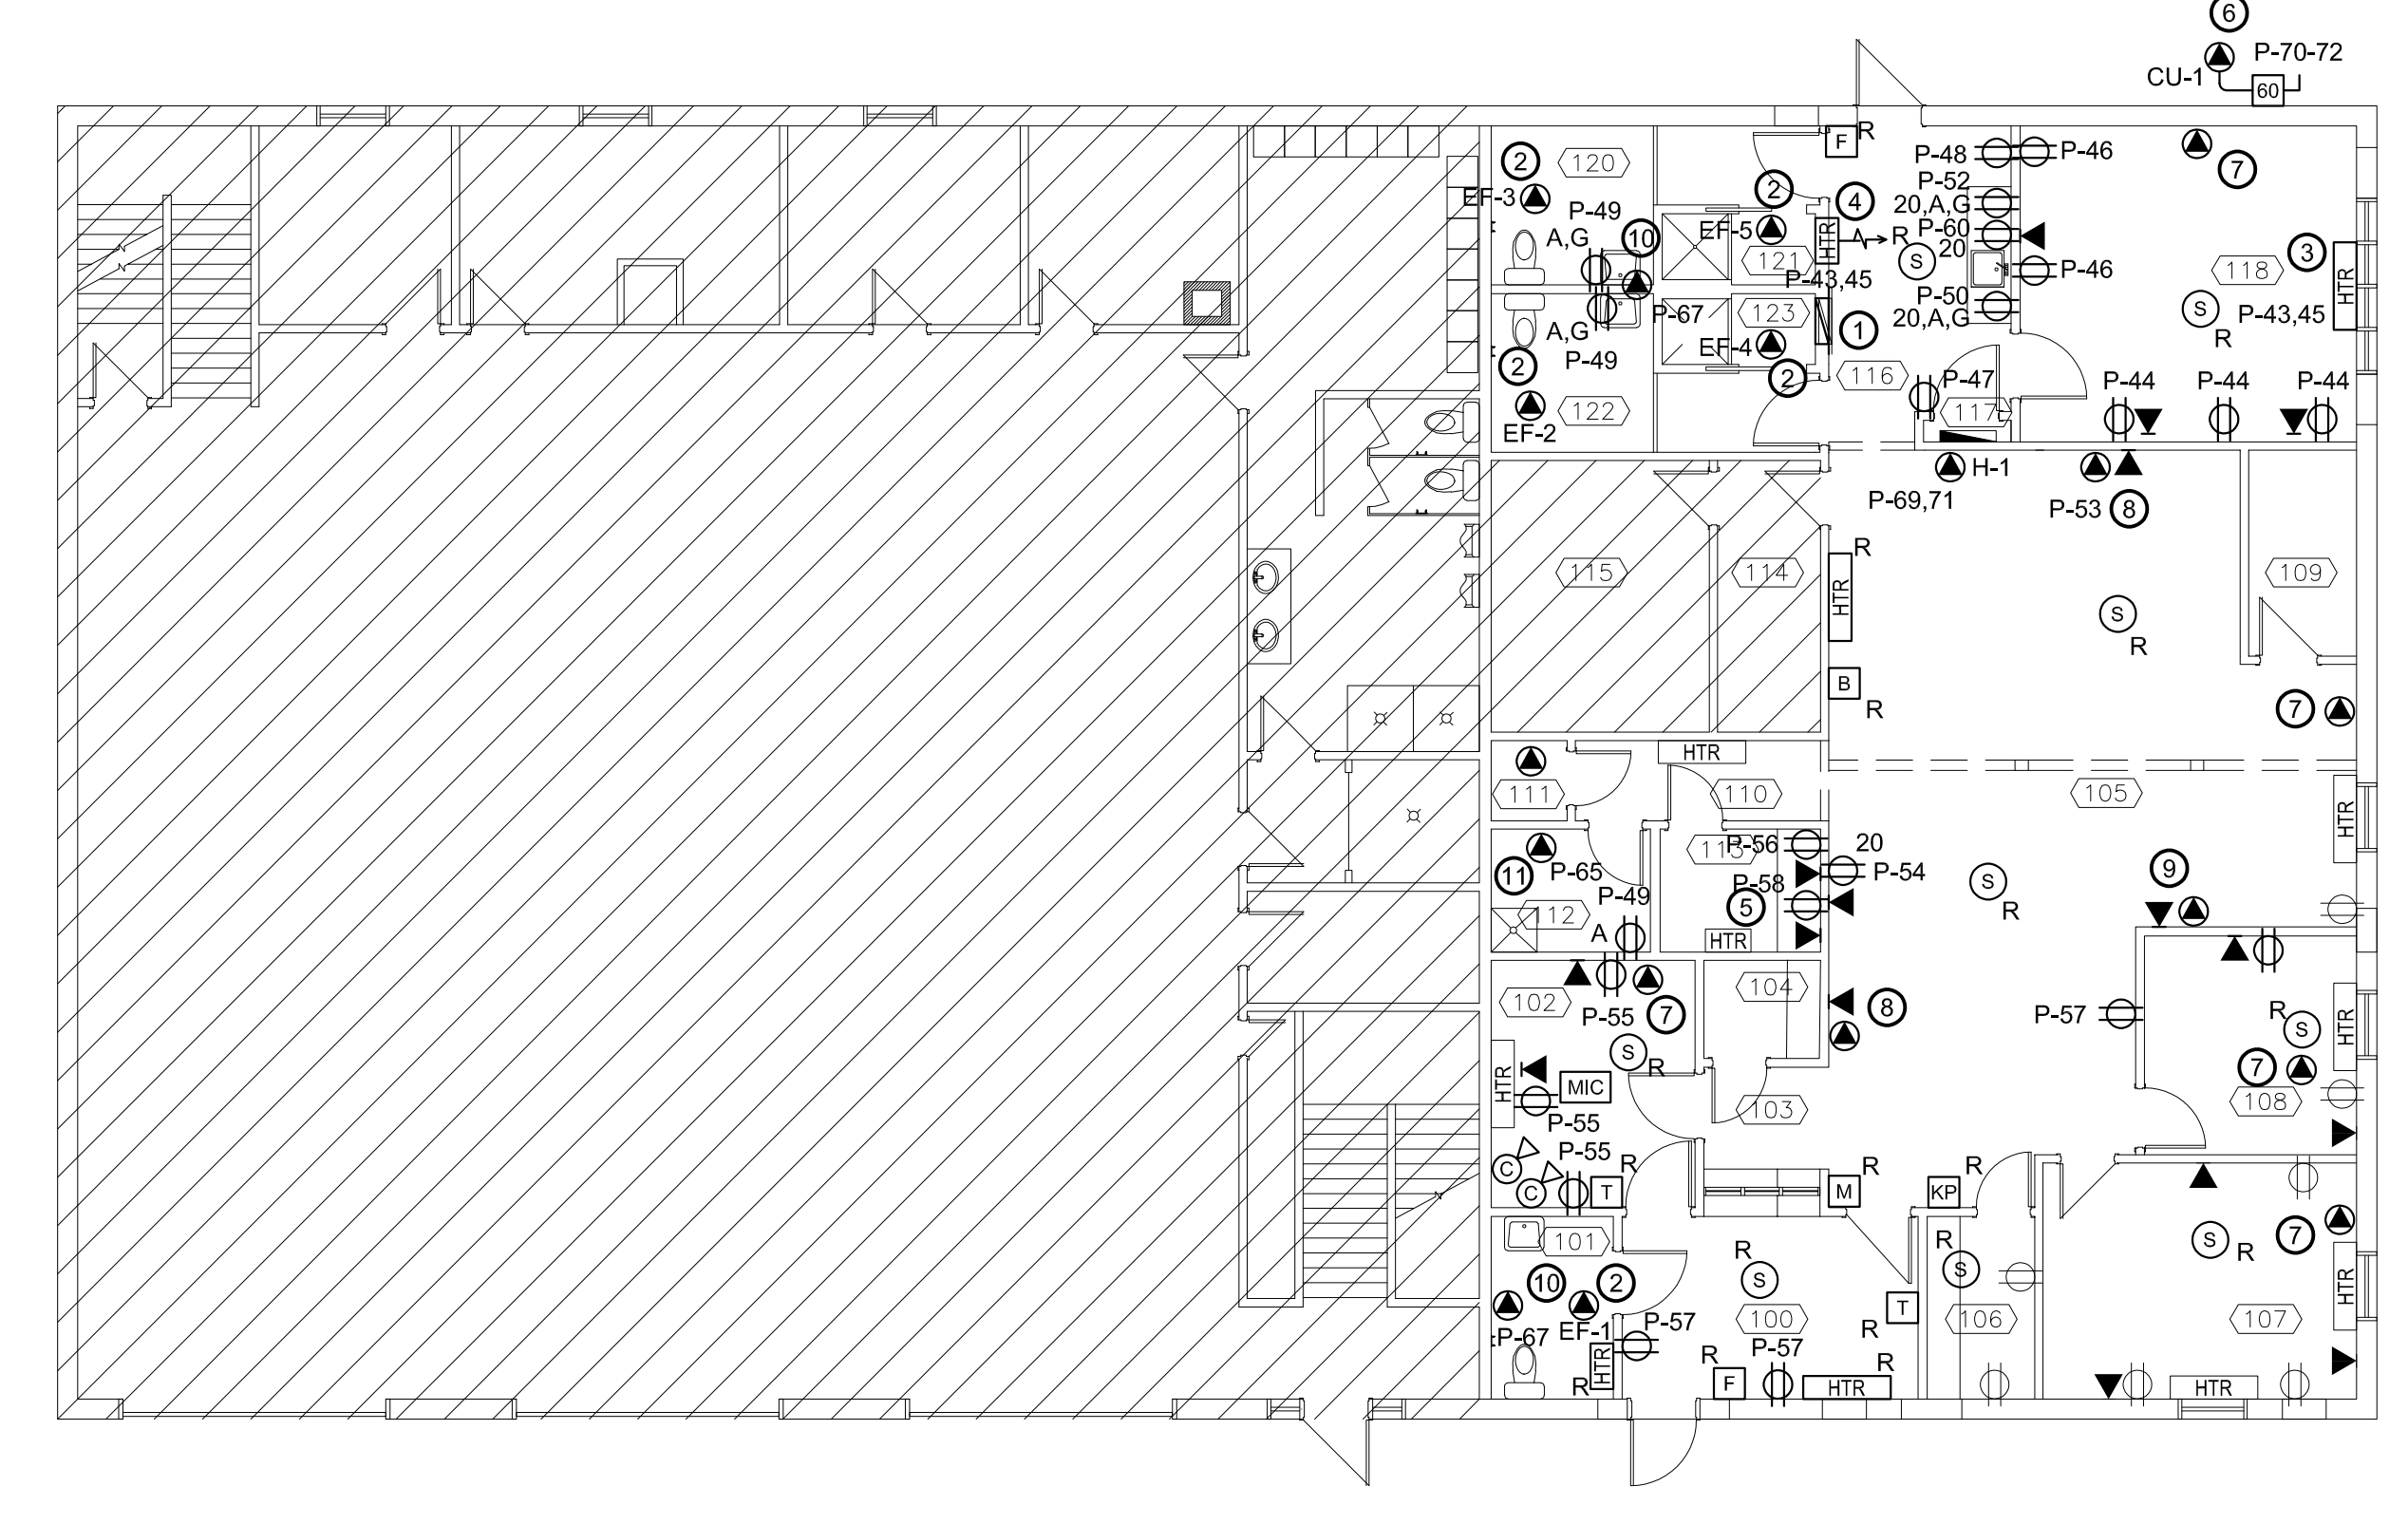 6
P-70-72
CU-1
60
F
R
2
120
P-48
P-46
7
EF-3
2
4
P-52
20,A,G
P-49
A,G
10
EF-5
HTR
R
P-60
20
S
121
P-46
118
3
HTR
P-43,45
P-50
20,A,G
S
R
P-43,45
P-67
123
1
A,G
P-49
EF-4
2
2
116
P-47
P-44
P-44
P-44
122
EF-2
117
H-1
P-69,71
P-53
8
R
115
114
HTR
109
S
R
B
R
7
HTR
111
110
105
HTR
P-56
20
113
P-65
11
P-58
P-54
9
S
R
P-49
5
112
A
HTR
102
104
P-55
7
8
P-57
R
S
HTR
S
R
HTR
MIC
7
108
P-55
103
P-55
C
C
T
R
M
R
KP
R
101
R
S
R
S
S
R
7
HTR
10
2
T
100
106
107
P-67
EF-1
P-57
R
HTR
R
P-57
R
F
R
HTR
HTR